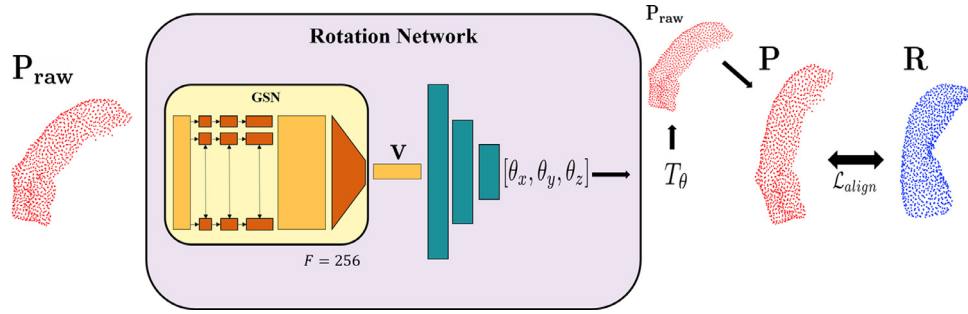 P_raw
Rotation Network
GSN
F = 256
V
[θ_x, θ_y, θ_z]
P_raw
T_θ
P
ℒ_align
R